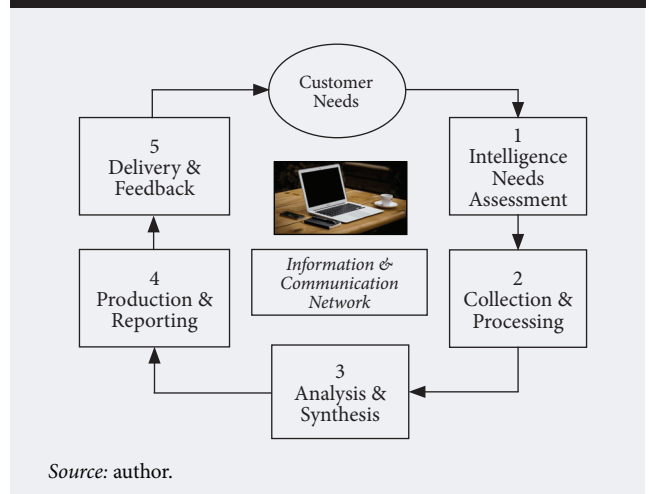 Customer
Needs
1
Intelligence
Needs
Assessment
2
Collection &
Processing
3
Analysis &
Synthesis
4
Production &
Reporting
5
Delivery &
Feedback
Information &
Communication
Network
Source: author.